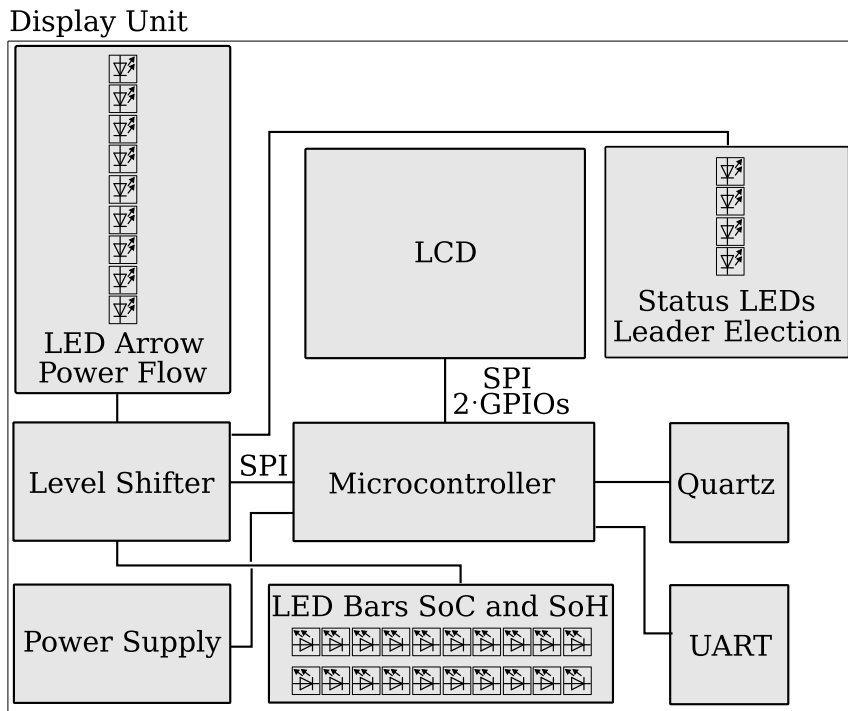 Display Unit
LED Arrow
Power Flow
LCD
Status LEDs
Leader Election
SPI
2·GPIOs
Level Shifter
SPI
Microcontroller
Quartz
Power Supply
LED Bars SoC and SoH
UART